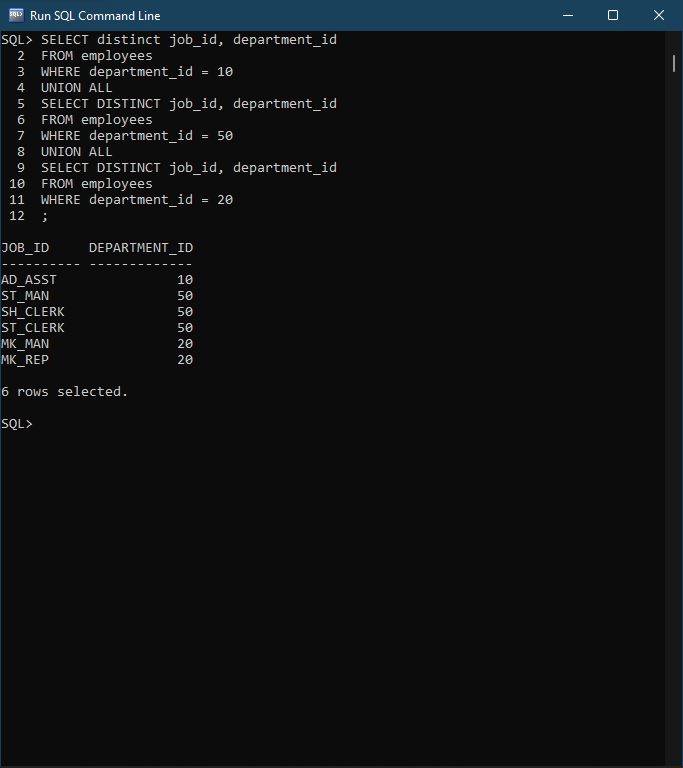 Run SQL Command Line
SQL> SELECT distinct job_id, department_id
  2  FROM employees
  3  WHERE department_id = 10
  4  UNION ALL
  5  SELECT DISTINCT job_id, department_id
  6  FROM employees
  7  WHERE department_id = 50
  8  UNION ALL
  9  SELECT DISTINCT job_id, department_id
 10  FROM employees
 11  WHERE department_id = 20
 12  ;
JOB_ID     DEPARTMENT_ID
---------- -------------
AD_ASST               10
ST_MAN                50
SH_CLERK              50
ST_CLERK              50
MK_MAN                20
MK_REP                20
6 rows selected.
SQL>